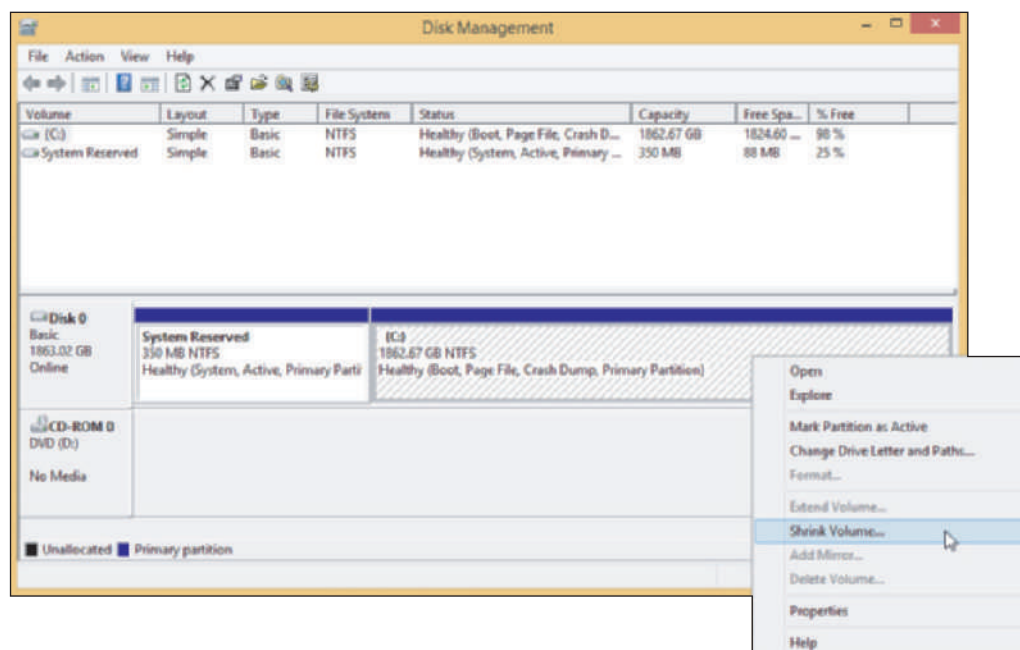 Disk Management
File Action View Help
Volume Layout Type File System Status Capacity Free Spa... % Free
(C:) Simple Basic NTFS Healthy (Boot, Page File, Crash D... 1862.67 GB 1824.60 ... 98 %
System Reserved Simple Basic NTFS Healthy (System, Active, Primary ... 350 MB 88 MB 25 %
Disk 0
Basic
1863.02 GB
Online
System Reserved
350 MB NTFS
Healthy (System, Active, Primary Parti
(C:)
1862.67 GB NTFS
Healthy (Boot, Page File, Crash Dump, Primary Partition)
CD-ROM 0
DVD (D:)
No Media
Unallocated Primary partition
Open
Explore
Mark Partition as Active
Change Drive Letter and Paths...
Format...
Extend Volume...
Shrink Volume...
Add Mirror...
Delete Volume...
Properties
Help